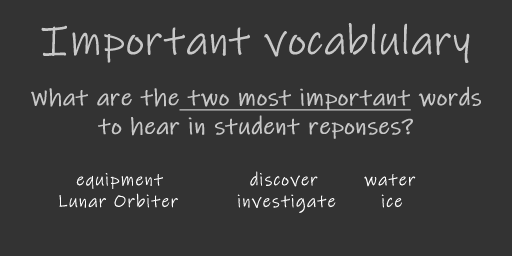 Important vocablulary
What are the two most important words
to hear in student reponses?
equipment discover water
Lunar Orbiter investigate ice